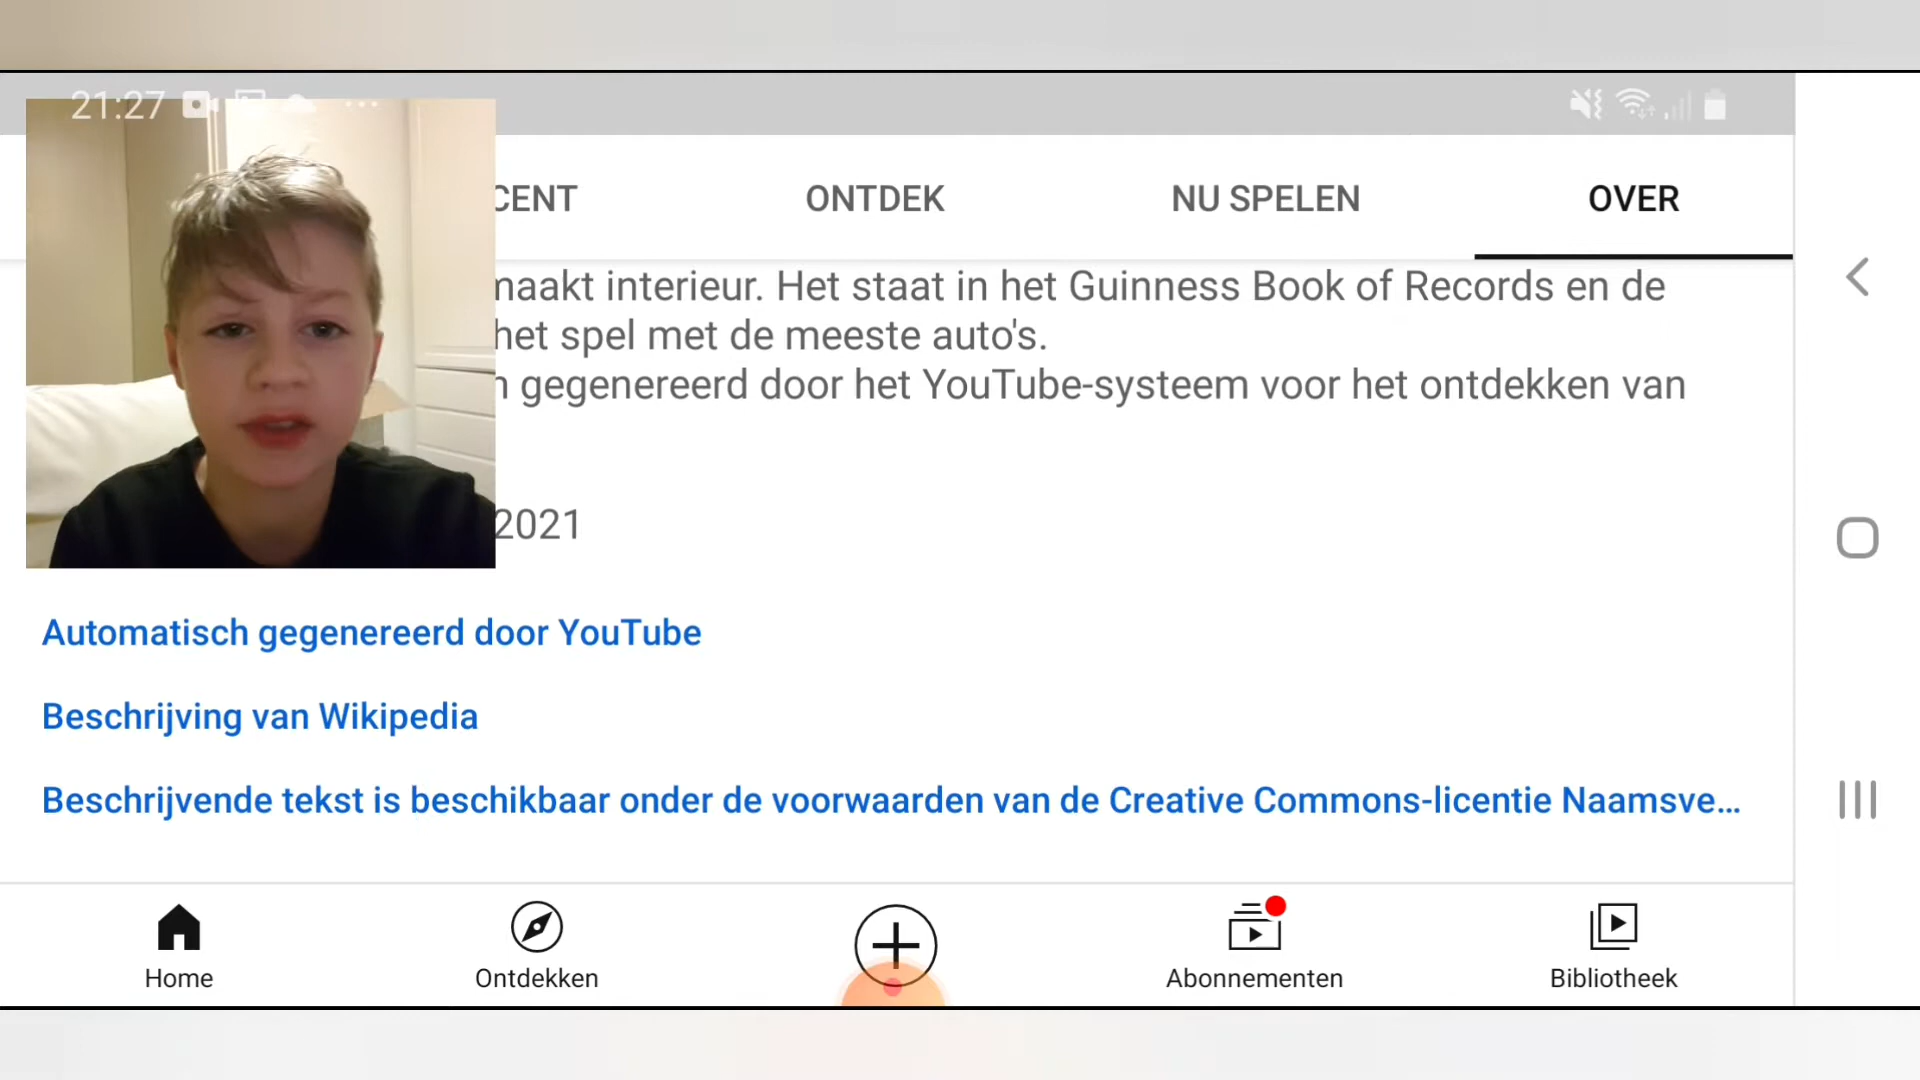 21:27
CENT ONTDEK NU SPELEN OVER
maakt interieur. Het staat in het Guinness Book of Records en de
het spel met de meeste auto's.
gegenereerd door het YouTube-systeem voor het ontdekken van
2021
Automatisch gegenereerd door YouTube
Beschrijving van Wikipedia
Beschrijvende tekst is beschikbaar onder de voorwaarden van de Creative Commons-licentie Naamsve...
Home Ontdekken Abonnementen Bibliotheek